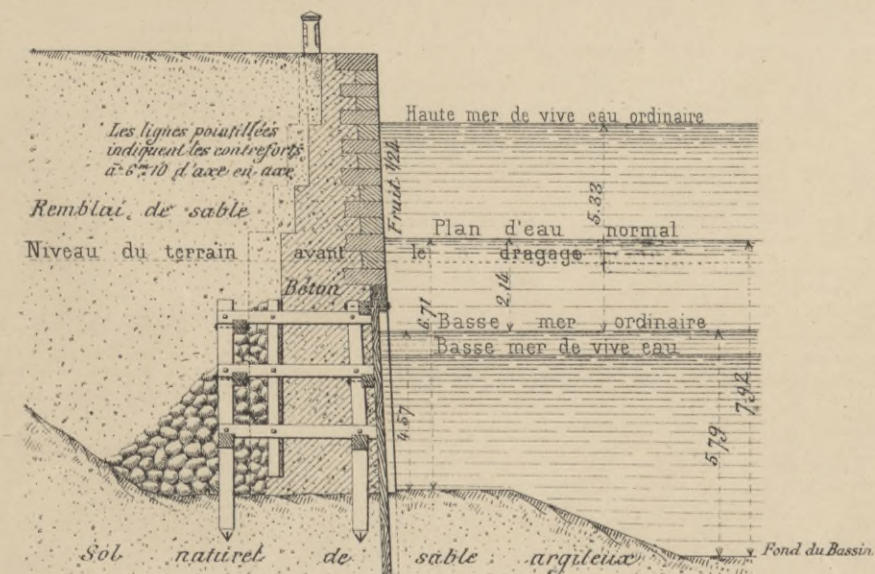 Haute mer de vive eau ordinaire
Les lignes pointillées
indiquent les contreforts
à 6m10 d'axe en axe
Fruit 1/24
5.33
Remblai de sable
Plan d'eau normal
Niveau du terrain avant le dragage
Béton
2.14
6.71
Basse mer ordinaire
Basse mer de vive eau
4.57
5.79
7.92
Sol naturel de sable argileux
Fond du Bassin